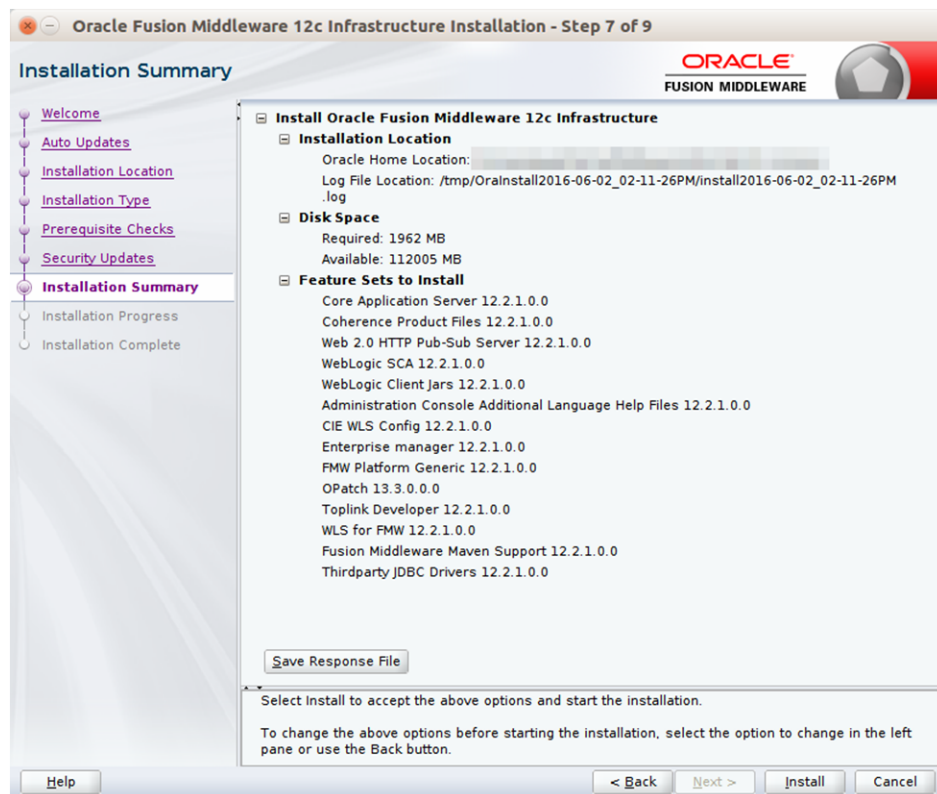 Oracle Fusion Middleware 12c Infrastructure Installation - Step 7 of 9
Installation Summary
ORACLE
FUSION MIDDLEWARE
Welcome
Auto Updates
Installation Location
Installation Type
Prerequisite Checks
Security Updates
Installation Summary
Installation Progress
Installation Complete
Install Oracle Fusion Middleware 12c Infrastructure
Installation Location
Oracle Home Location:
Log File Location: /tmp/OraInstall2016-06-02_02-11-26PM/install2016-06-02_02-11-26PM
.log
Disk Space
Required: 1962 MB
Available: 112005 MB
Feature Sets to Install
Core Application Server 12.2.1.0.0
Coherence Product Files 12.2.1.0.0
Web 2.0 HTTP Pub-Sub Server 12.2.1.0.0
WebLogic SCA 12.2.1.0.0
WebLogic Client Jars 12.2.1.0.0
Administration Console Additional Language Help Files 12.2.1.0.0
CIE WLS Config 12.2.1.0.0
Enterprise manager 12.2.1.0.0
FMW Platform Generic 12.2.1.0.0
OPatch 13.3.0.0.0
Toplink Developer 12.2.1.0.0
WLS for FMW 12.2.1.0.0
Fusion Middleware Maven Support 12.2.1.0.0
Thirdparty JDBC Drivers 12.2.1.0.0
Save Response File
Select Install to accept the above options and start the installation.
To change the above options before starting the installation, select the option to change in the left
pane or use the Back button.
Help
< Back
Next >
Install
Cancel